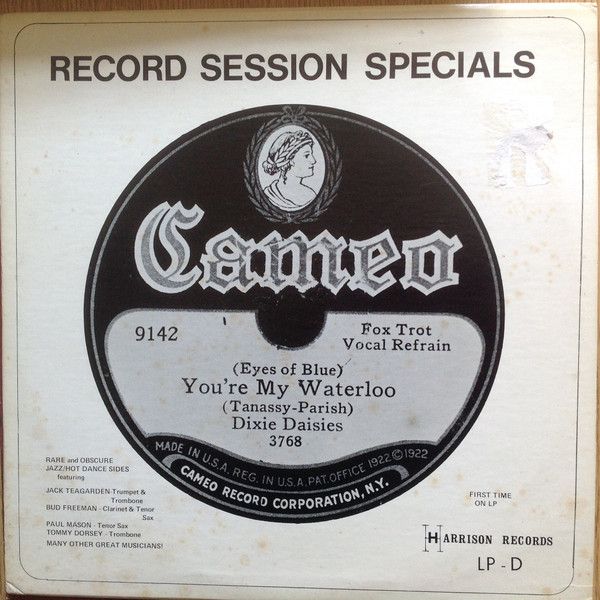 RECORD SESSION SPECIALS
Cameo
9142
Fox Trot
Vocal Refrain
(Eyes of Blue)
You're My Waterloo
(Tanassy-Parish)
Dixie Daisies
3768
MADE IN U.S.A. REG. IN U.S.A. PAT. OFFICE 1922 © 1922
CAMEO RECORD CORPORATION, N.Y.
RARE and OBSCURE
JAZZ/HOT DANCE SIDES
featuring
JACK TEAGARDEN-Trumpet &
Trombone
BUD FREEMAN-Clarinet & Tenor
Sax
PAUL MASON - Tenor Sax
TOMMY DORSEY - Trombone
MANY OTHER GREAT MUSICIANS!
FIRST TIME
ON LP
HARRISON RECORDS
LP - D